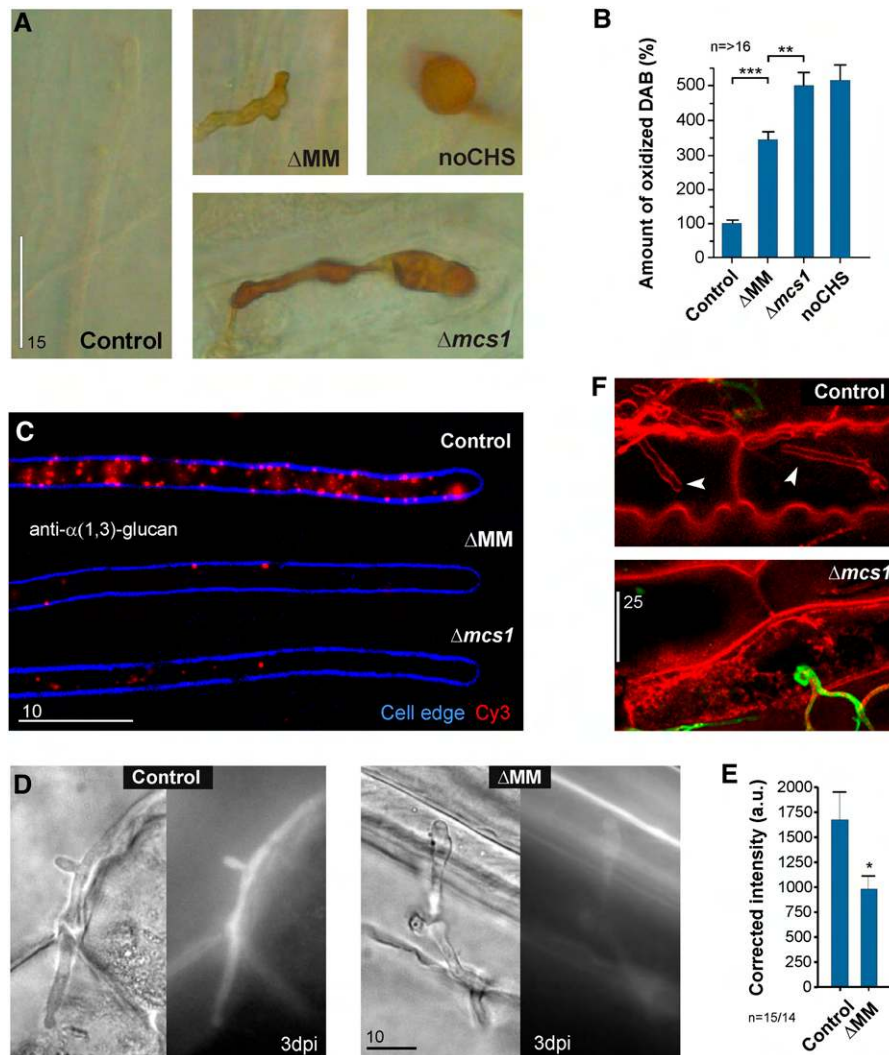 A
Control
15
ΔMM
noCHS
Δmcs1
B
n=>16
***
**
Amount of oxidized DAB (%)
500
400
300
200
100
0
Control
ΔMM
Δmcs1
noCHS
C
Control
anti-α(1,3)-glucan
ΔMM
Δmcs1
10
Cell edge Cy3
F
Control
Δmcs1
25
D
Control
3dpi
ΔMM
10
3dpi
E
Corrected intensity (a.u.)
2000
1750
1500
1250
1000
750
500
250
0
*
n=15/14
Control
ΔMM